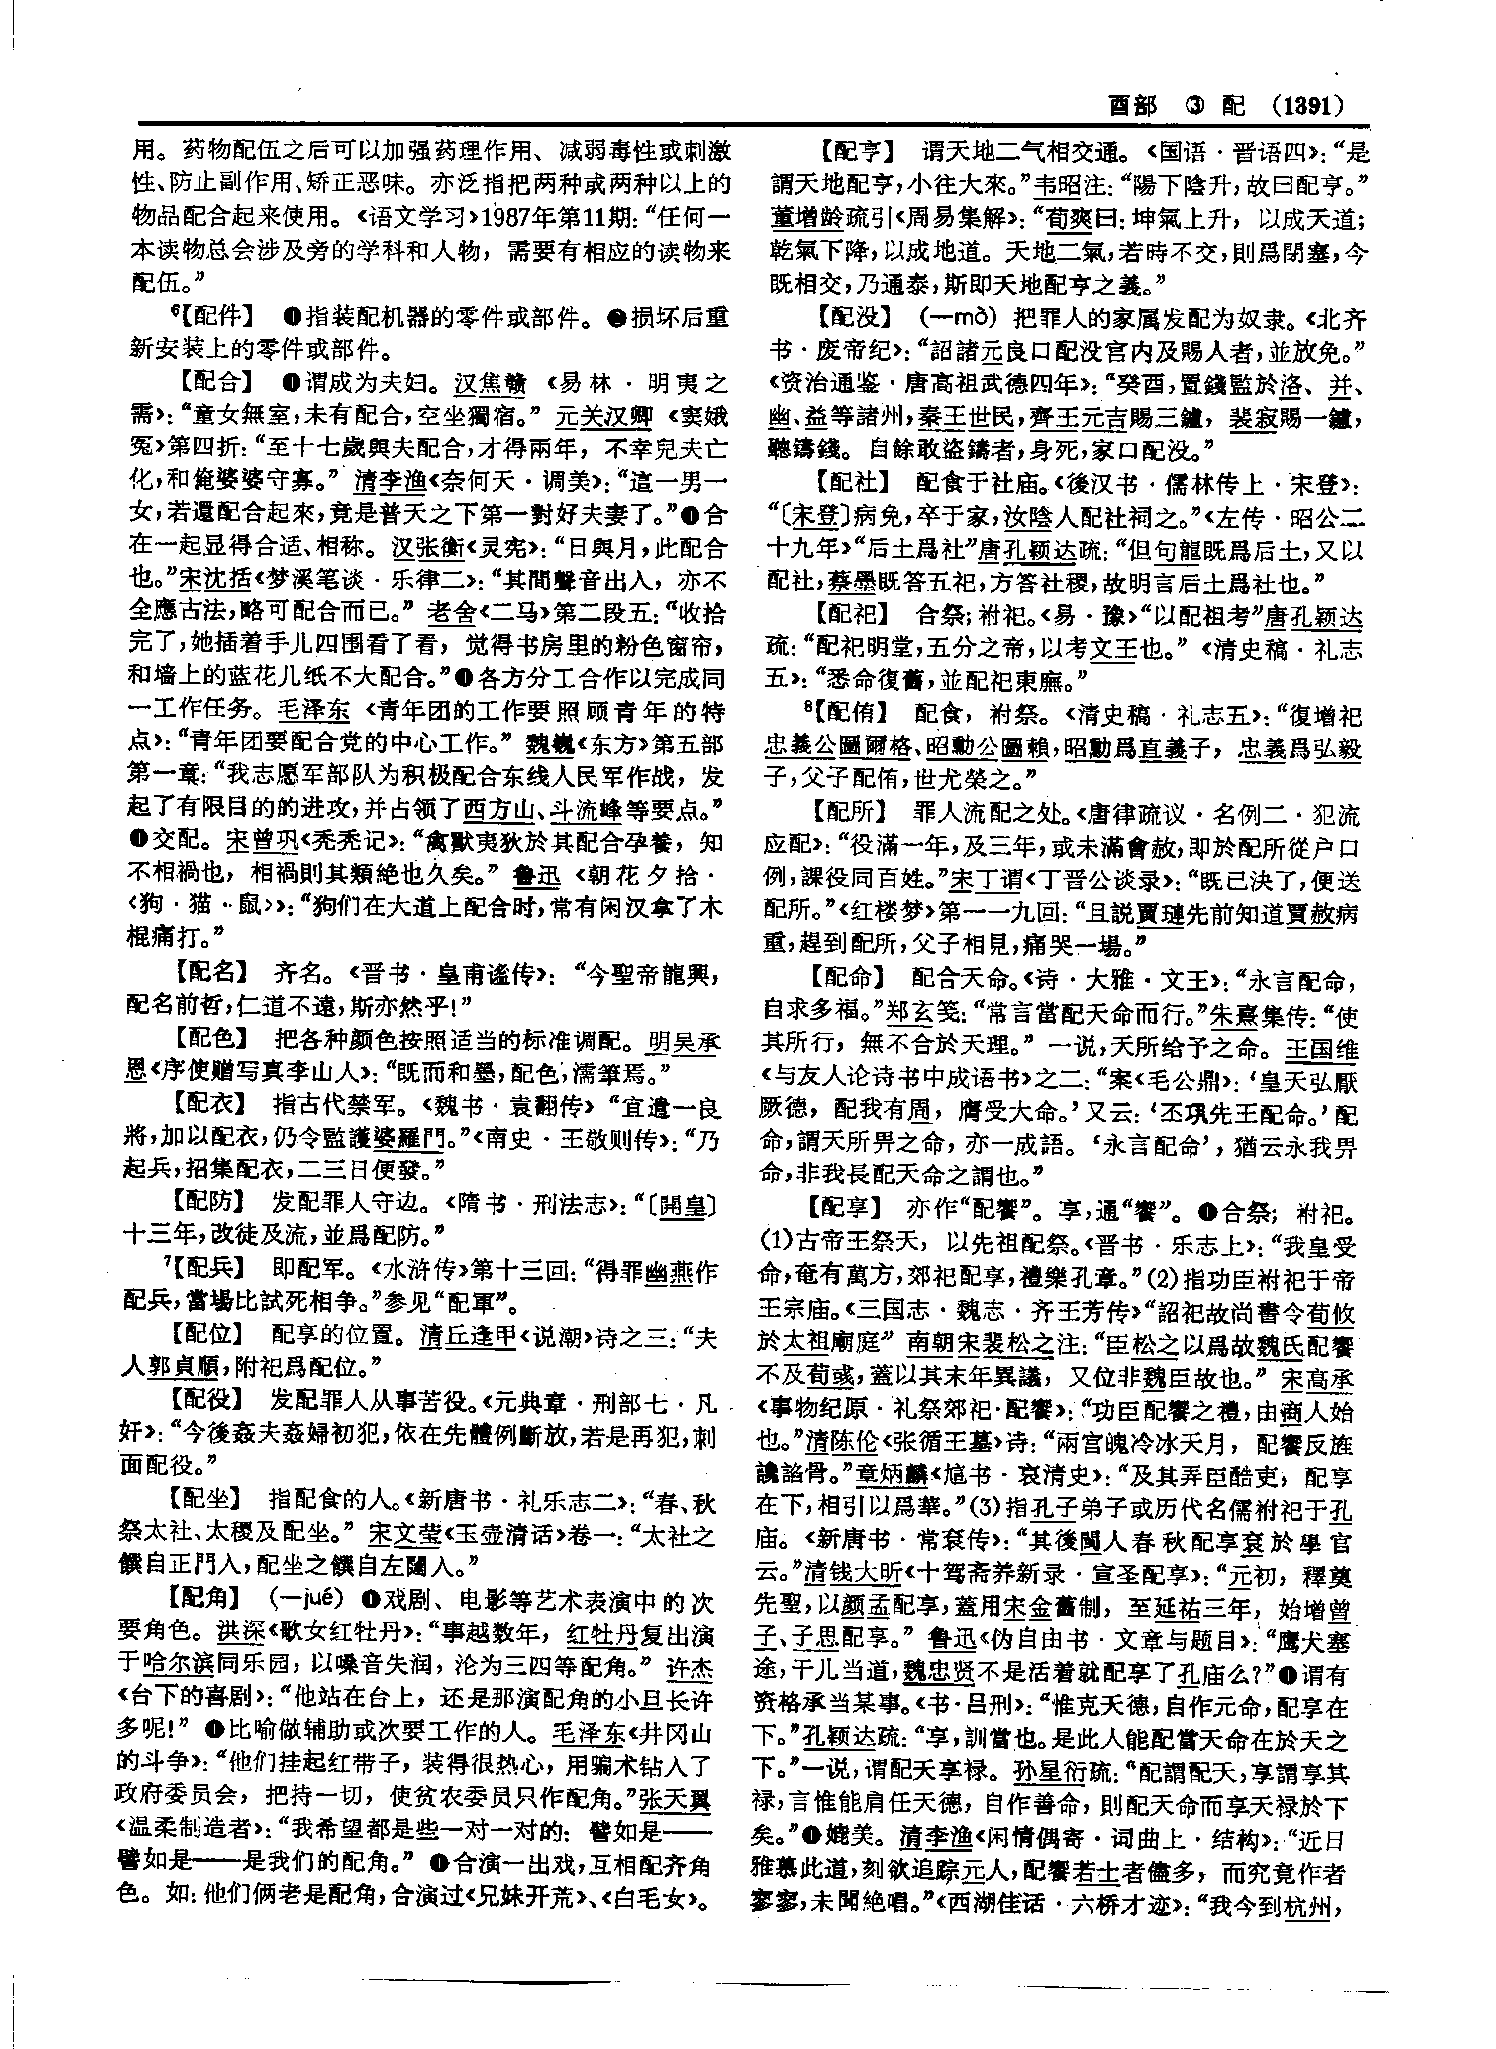 酉部 ③ 配 (1391)
用。药物配伍之后可以加强药理作用、减弱毒性或刺激
性、防止副作用、矫正恶味。亦泛指把两种或两种以上的
物品配合起来使用。《语文学习》1987年第11期：“任何一
本读物总会涉及旁的学科和人物，需要有相应的读物来
配伍。”
⁶【配件】 ❶指装配机器的零件或部件。❷损坏后重
新安装上的零件或部件。
【配合】 ❶谓成为夫妇。汉焦赣《易林·明夷之
需》：“童女無室，未有配合，空坐獨宿。” 元关汉卿《窦娥
冤》第四折：“至十七歲與夫配合，才得兩年，不幸兒夫亡
化，和俺婆婆守寡。” 清李渔《奈何天·调美》：“這一男一
女，若還配合起來，竟是普天之下第一對好夫妻了。”❶合
在一起显得合适、相称。汉张衡《灵宪》：“日與月，此配合
也。”宋沈括《梦溪笔谈·乐律二》：“其間聲音出入，亦不
全應古法，略可配合而已。” 老舍《二马》第二段五：“收拾
完了，她插着手儿四围看了看，觉得书房里的粉色窗帘，
和墙上的蓝花儿纸不大配合。”❶各方分工合作以完成同
一工作任务。毛泽东《青年团的工作要照顾青年的特
点》：“青年团要配合党的中心工作。” 魏巍《东方》第五部
第一章：“我志愿军部队为积极配合东线人民军作战，发
起了有限目的的进攻，并占领了西方山、斗流峰等要点。”
❶交配。宋曾巩《秃秃记》：“禽獸夷狄於其配合孕養，知
不相禍也，相禍則其類絶也久矣。” 鲁迅《朝花夕拾·
〈狗·猫·鼠〉》：“狗们在大道上配合时，常有闲汉拿了木
棍痛打。”
【配名】 齐名。《晋书·皇甫谧传》：“今聖帝龍興，
配名前哲，仁道不遠，斯亦然乎！”
【配色】 把各种颜色按照适当的标准调配。明吴承
恩《序使赠写真李山人》：“既而和墨，配色，濡筆焉。”
【配衣】 指古代禁军。《魏书·袁翻传》“宜遣一良
將，加以配衣，仍令監護婆羅門。”《南史·王敬则传》：“乃
起兵，招集配衣，二三日便發。”
【配防】 发配罪人守边。《隋书·刑法志》：“〔開皇〕
十三年，改徒及流，並爲配防。”
⁷【配兵】 即配军。《水浒传》第十三回：“得罪幽燕作
配兵，當場比試死相争。”参见“配軍”。
【配位】 配享的位置。清丘逢甲《说潮》诗之三：“夫
人郭貞順，附祀爲配位。”
【配役】 发配罪人从事苦役。《元典章·刑部七·凡
奸》：“今後姦夫姦婦初犯，依在先體例斷放，若是再犯，刺
面配役。”
【配坐】 指配食的人。《新唐书·礼乐志二》：“春、秋
祭太社、太稷及配坐。” 宋文莹《玉壶清话》卷一：“太社之
饌自正門入，配坐之饌自左闥入。”
【配角】 (—jué) ❶戏剧、电影等艺术表演中的次
要角色。洪深《歌女红牡丹》：“事越数年，红牡丹复出演
于哈尔滨同乐园，以嗓音失润，沦为三四等配角。” 许杰
《台下的喜剧》：“他站在台上，还是那演配角的小旦长许
多呢！” ❶比喻做辅助或次要工作的人。毛泽东《井冈山
的斗争》：“他们挂起红带子，装得很热心，用骗术钻入了
政府委员会，把持一切，使贫农委员只作配角。”张天翼
《温柔制造者》：“我希望都是些一对一对的：譬如是——
譬如是——是我们的配角。” ❶合演一出戏，互相配齐角
色。如：他们俩老是配角，合演过《兄妹开荒》、《白毛女》。
【配亨】 谓天地二气相交通。《国语·晋语四》：“是
謂天地配亨，小往大來。”韦昭注：“陽下陰升，故曰配亨。”
董增龄疏引《周易集解》：“荀爽曰：坤氣上升，以成天道；
乾氣下降，以成地道。天地二氣，若時不交，則爲閉塞，今
既相交，乃通泰，斯即天地配亨之義。”
【配没】 (—mò) 把罪人的家属发配为奴隶。《北齐
书·废帝纪》：“詔諸元良口配没宫内及賜人者，並放免。”
《资治通鉴·唐高祖武德四年》：“癸酉，置錢監於洛、并、
幽、益等諸州，秦王世民，齊王元吉賜三鑪，裴寂賜一鑪，
聽鑄錢。自餘敢盗鑄者，身死，家口配没。”
【配社】 配食于社庙。《後汉书·儒林传上·宋登》：
“〔宋登〕病免，卒于家，汝陰人配社祠之。”《左传·昭公二
十九年》“后土爲社”唐孔颖达疏：“但句龍既爲后土，又以
配社，蔡墨既答五祀，方答社稷，故明言后土爲社也。”
【配祀】 合祭；祔祀。《易·豫》“以配祖考”唐孔颖达
疏：“配祀明堂，五分之帝，以考文王也。”《清史稿·礼志
五》：“悉命復舊，並配祀東廡。”
⁸【配侑】 配食，祔祭。《清史稿·礼志五》：“復增祀
忠義公圖爾格、昭勳公圖賴，昭勳爲直義子，忠義爲弘毅
子，父子配侑，世尤榮之。”
【配所】 罪人流配之处。《唐律疏议·名例二·犯流
应配》：“役滿一年，及三年，或未滿會赦，即於配所從户口
例，課役同百姓。”宋丁谓《丁晋公谈录》：“既已決了，便送
配所。”《红楼梦》第一一九回：“且説賈璉先前知道賈赦病
重，趕到配所，父子相見，痛哭一場。”
【配命】 配合天命。《诗·大雅·文王》：“永言配命，
自求多福。”郑玄笺：“常言當配天命而行。”朱熹集传：“使
其所行，無不合於天理。” 一说，天所给予之命。王国维
《与友人论诗书中成语书》之二：“案《毛公鼎》：‘皇天弘厭
厥德，配我有周，膺受大命。’又云：‘丕巩先王配命。’配
命，謂天所畀之命，亦一成語。‘永言配命’，猶云永我畀
命，非我長配天命之謂也。”
【配享】 亦作“配饗”。享，通“饗”。❶合祭；祔祀。
(1)古帝王祭天，以先祖配祭。《晋书·乐志上》：“我皇受
命，奄有萬方，郊祀配享，禮樂孔章。”(2)指功臣祔祀于帝
王宗庙。《三国志·魏志·齐王芳传》“詔祀故尚書令荀攸
於太祖廟庭” 南朝宋裴松之注：“臣松之以爲故魏氏配饗
不及荀彧，蓋以其末年異議，又位非魏臣故也。” 宋高承
《事物纪原·礼祭郊祀·配饗》：“功臣配饗之禮，由商人始
也。”清陈伦《张循王墓》诗：“兩宫魄冷冰天月，配饗反旌
讒諂骨。”章炳麟《訄书·哀清史》：“及其弄臣酷吏，配享
在下，相引以爲華。”(3)指孔子弟子或历代名儒祔祀于孔
庙。《新唐书·常衮传》：“其後閩人春秋配享衮於學官
云。”清钱大昕《十驾斋养新录·宣圣配享》：“元初，釋奠
先聖，以颜孟配享，蓋用宋金舊制，至延祐三年，始增曾
子、子思配享。” 鲁迅《伪自由书·文章与题目》：“鹰犬塞
途，干儿当道，魏忠贤不是活着就配享了孔庙么？”❶谓有
资格承当某事。《书·吕刑》：“惟克天德，自作元命，配享在
下。”孔颖达疏：“享，訓當也。是此人能配當天命在於天之
下。”一说，谓配天享禄。孙星衍疏：“配謂配天，享謂享其
禄，言惟能肩任天德，自作善命，則配天命而享天禄於下
矣。”❶媲美。清李渔《闲情偶寄·词曲上·结构》：“近日
雅慕此道，刻欲追踪元人，配饗若士者儘多，而究竟作者
寥寥，未聞絶唱。”《西湖佳话·六桥才迹》：“我今到杭州，